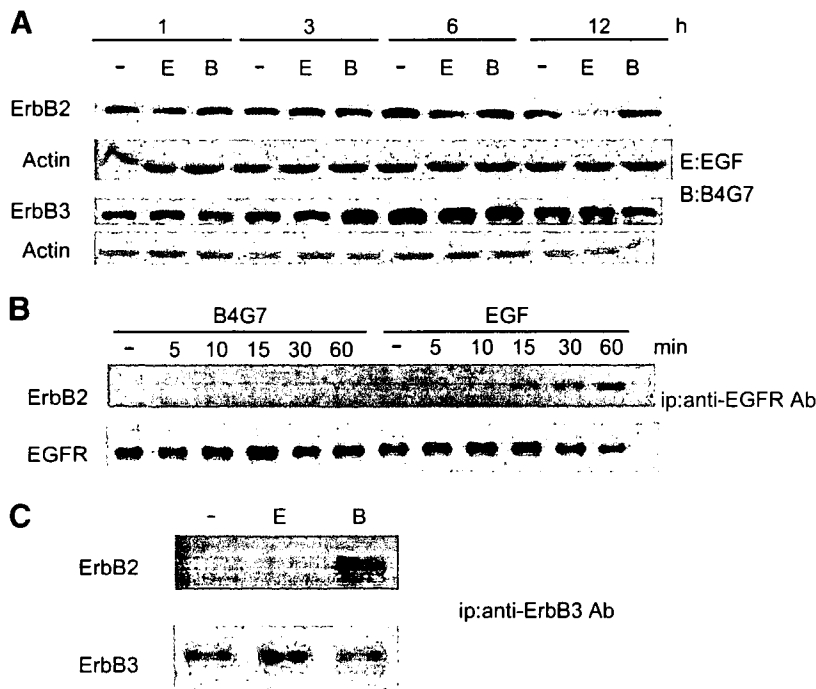 A
1 3 6 12 h
- E B - E B - E B - E B
ErbB2
Actin
E:EGF
B:B4G7
ErbB3
Actin
B
B4G7 EGF
- 5 10 15 30 60 - 5 10 15 30 60 min
ErbB2
ip:anti-EGFR Ab
EGFR
C
- E B
ErbB2
ip:anti-ErbB3 Ab
ErbB3